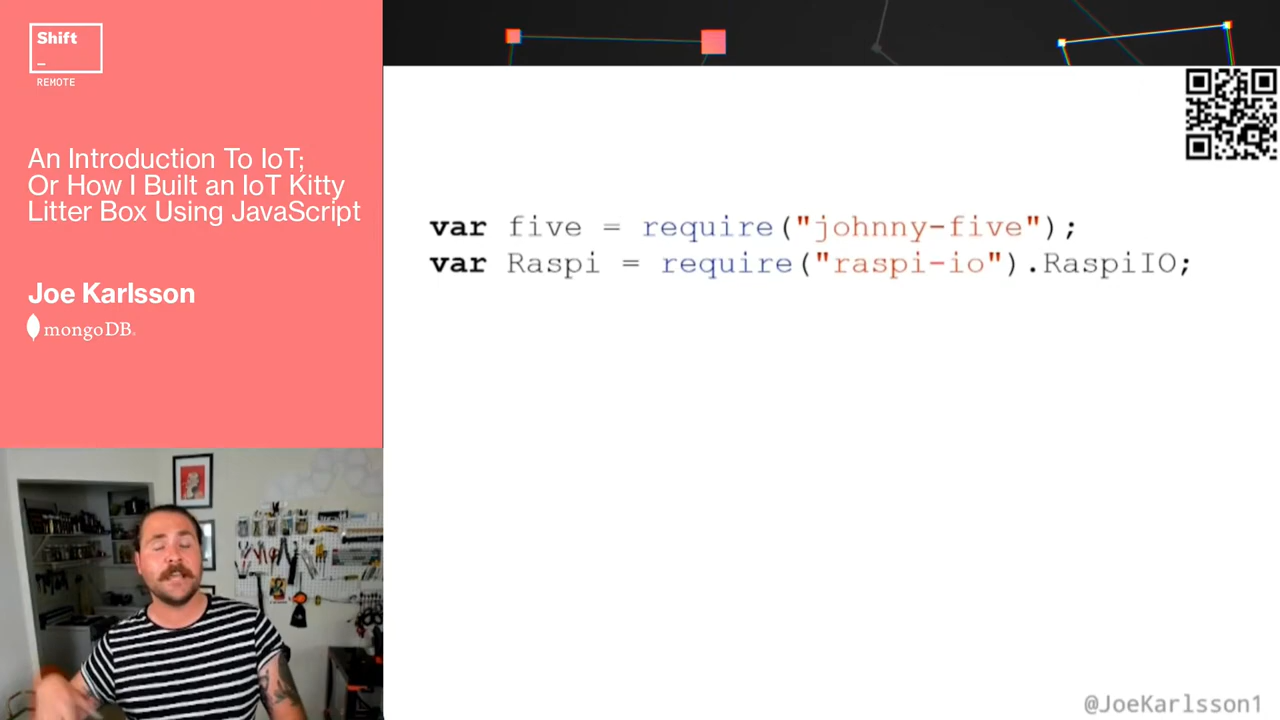 Shift
_
REMOTE
An Introduction To IoT;
Or How I Built an IoT Kitty
Litter Box Using JavaScript
Joe Karlsson
mongoDB®
var five = require("johnny-five");
var Raspi = require("raspi-io").RaspiIO;
@JoeKarlsson1